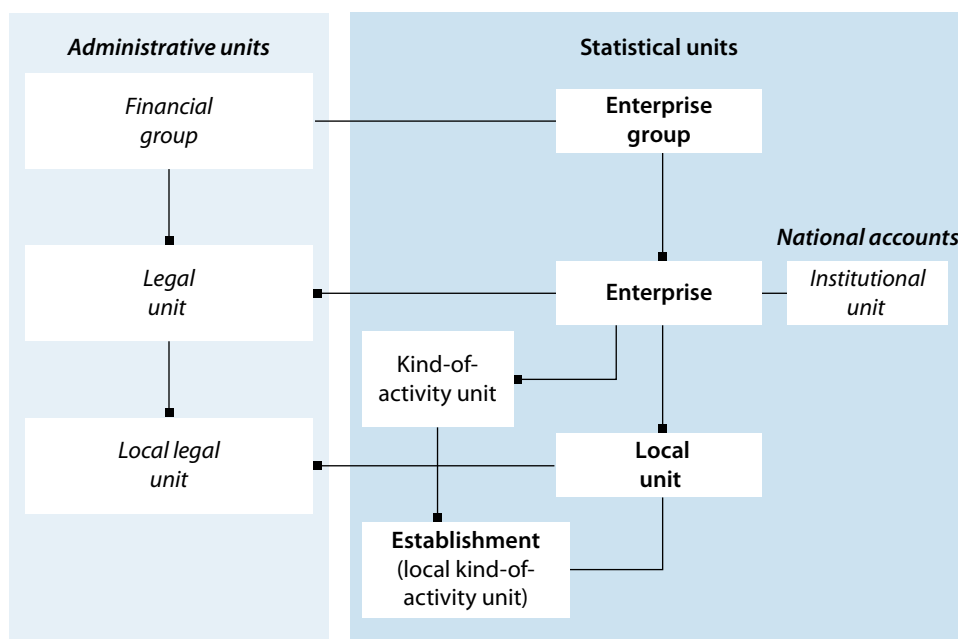 Administrative units
Statistical units
Financial
group
Enterprise
group
National accounts
Legal
unit
Enterprise
Institutional
unit
Kind-of-
activity unit
Local legal
unit
Local
unit
Establishment
(local kind-of-
activity unit)